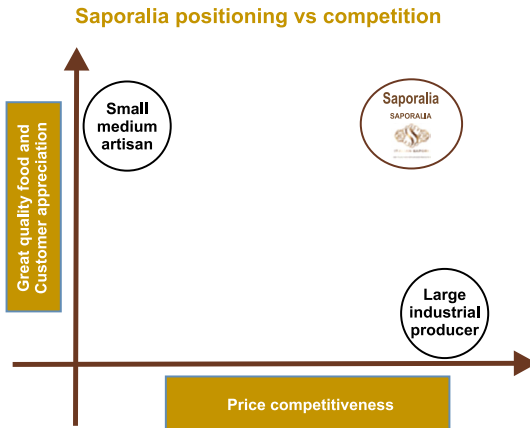 Saporalia positioning vs competition
Great quality food and
Customer appreciation
Small
medium
artisan
Saporalia
SAPORALIA
Large
industrial
producer
Price competitiveness